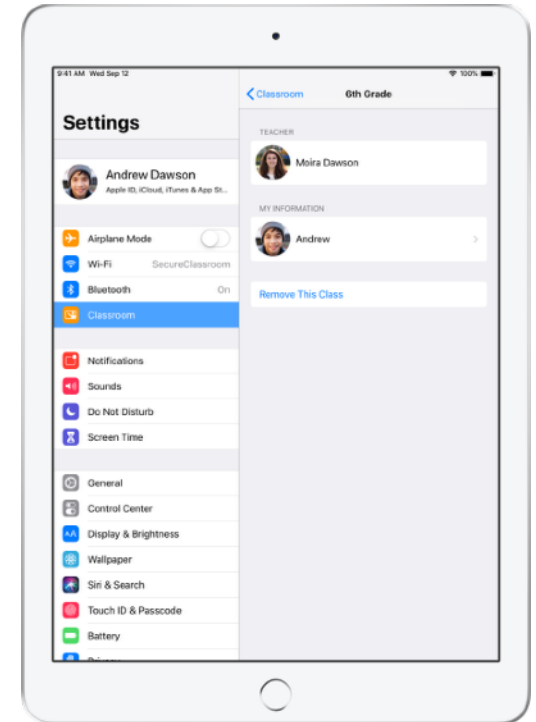 9:41 AM Wed Sep 12
100%
Settings
Andrew Dawson
Apple ID, iCloud, iTunes & App St...
Airplane Mode
Wi-Fi SecureClassroom
Bluetooth On
Classroom
Notifications
Sounds
Do Not Disturb
Screen Time
General
Control Center
AA Display & Brightness
Wallpaper
Siri & Search
Touch ID & Passcode
Battery
Classroom 6th Grade
TEACHER
Moira Dawson
MY INFORMATION
Andrew
Remove This Class